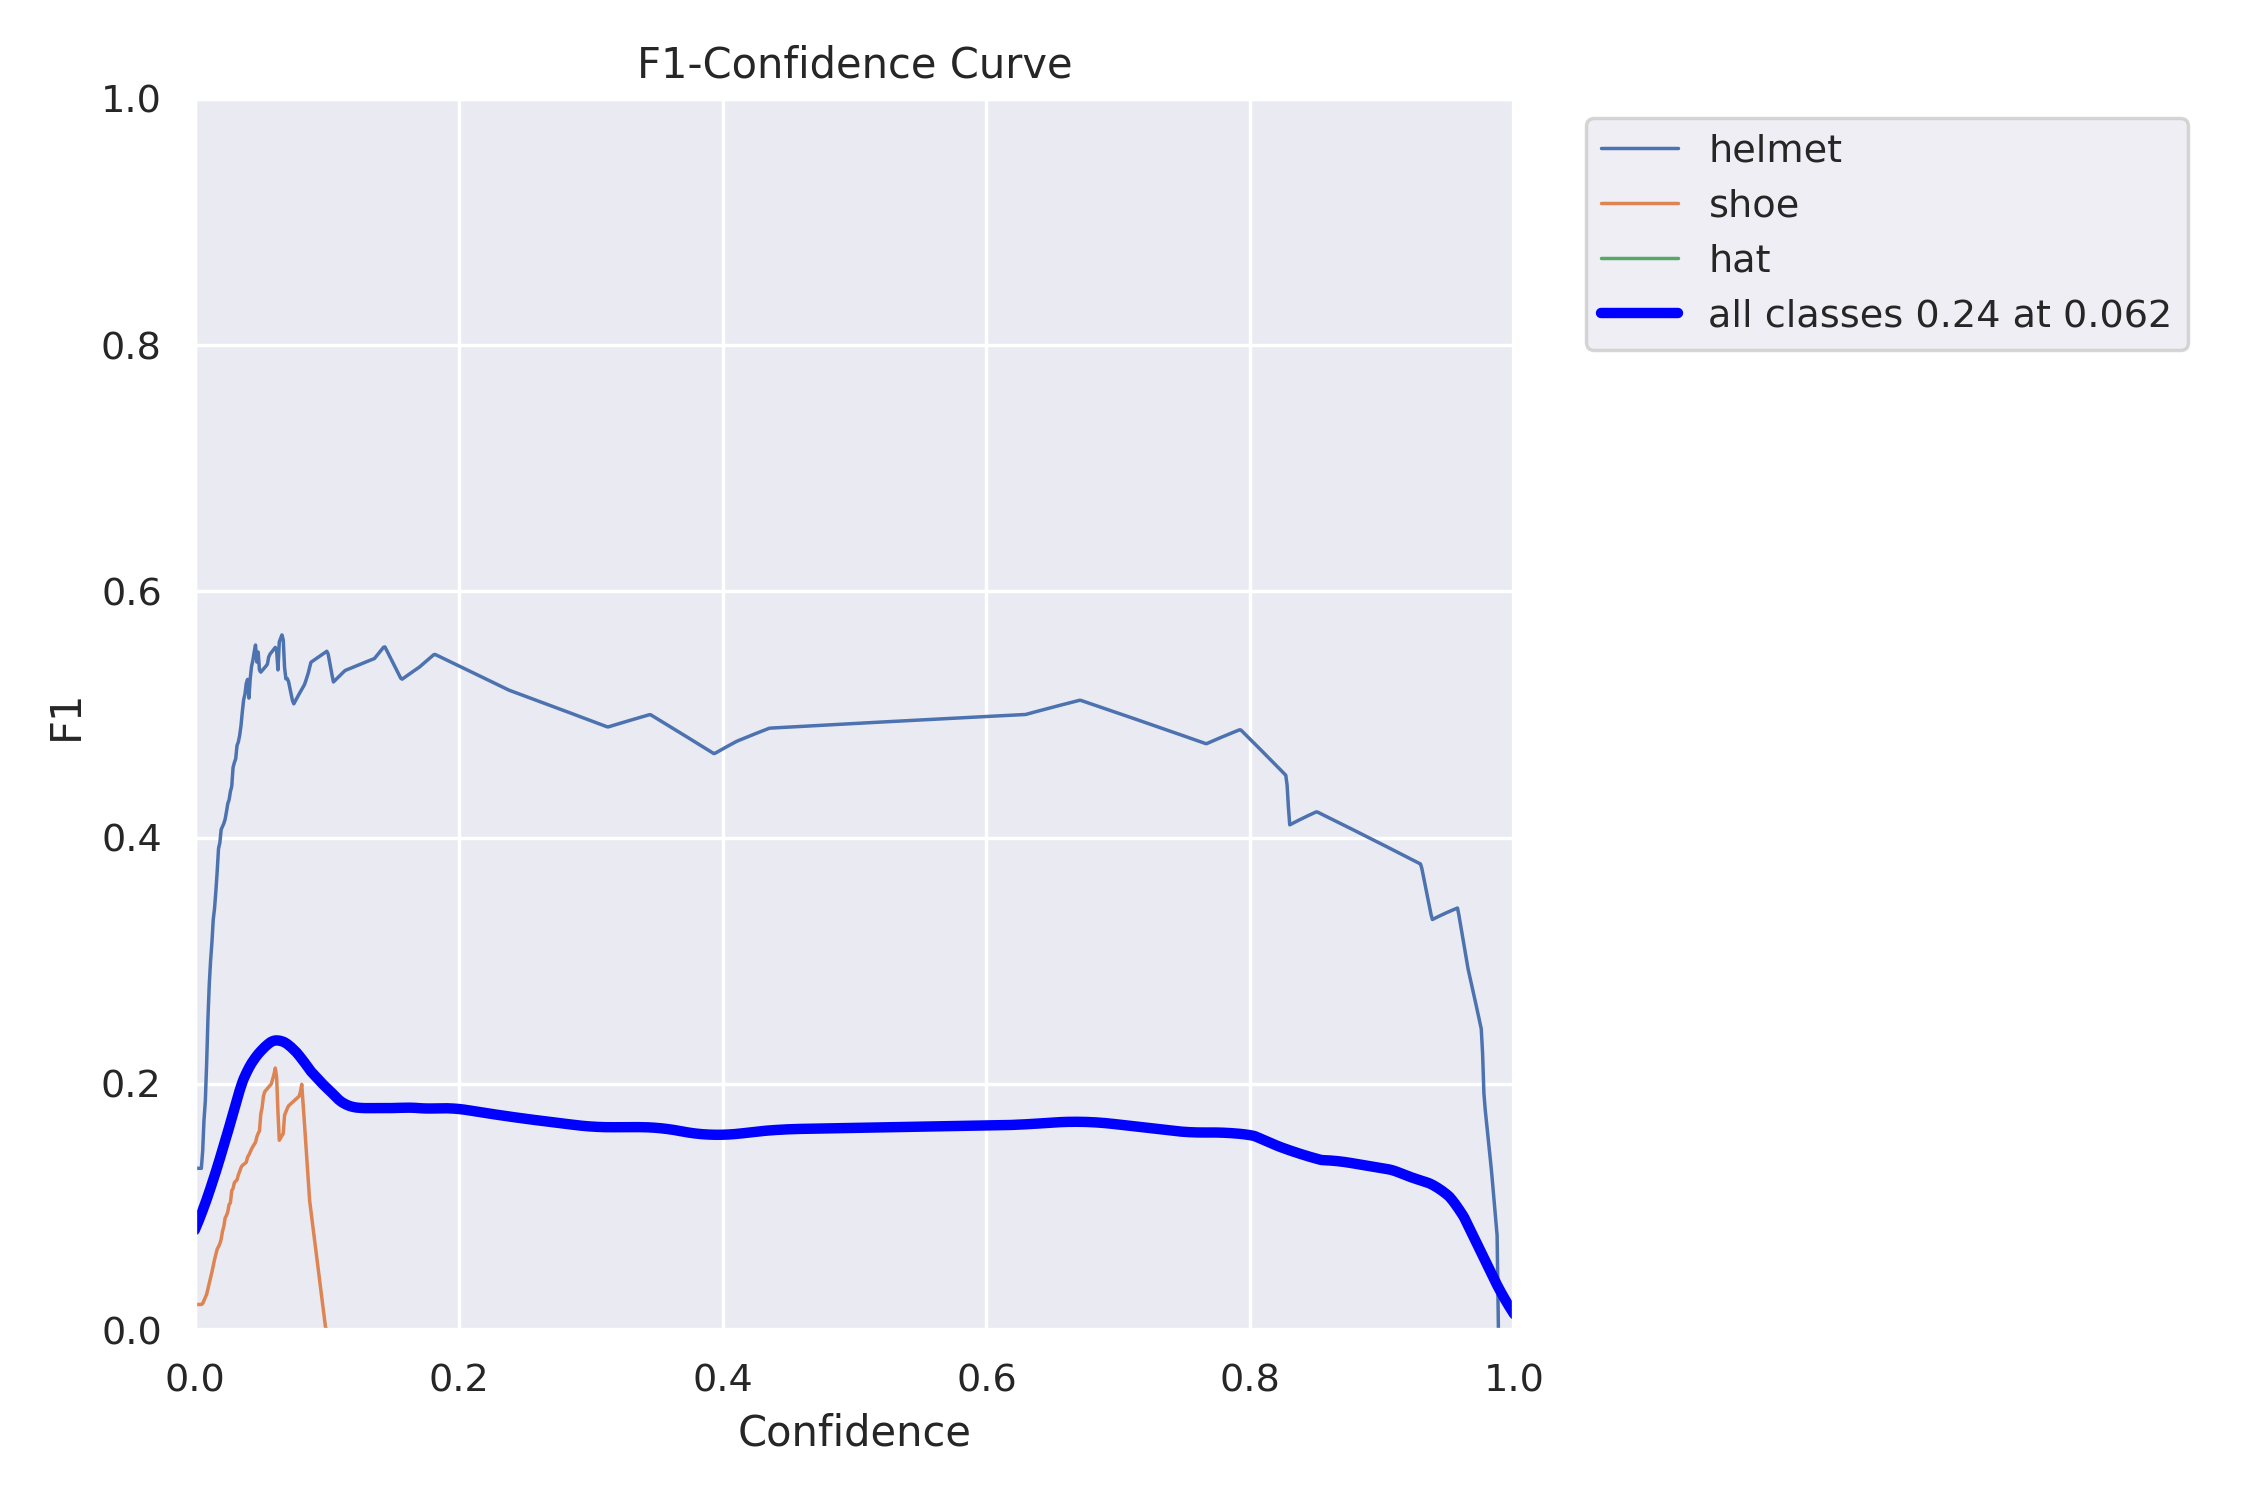 F1-Confidence Curve
1.0
0.8
0.6
0.4
0.2
0.0
F1
0.0 0.2 0.4 0.6 0.8 1.0
Confidence
helmet
shoe
hat
all classes 0.24 at 0.062